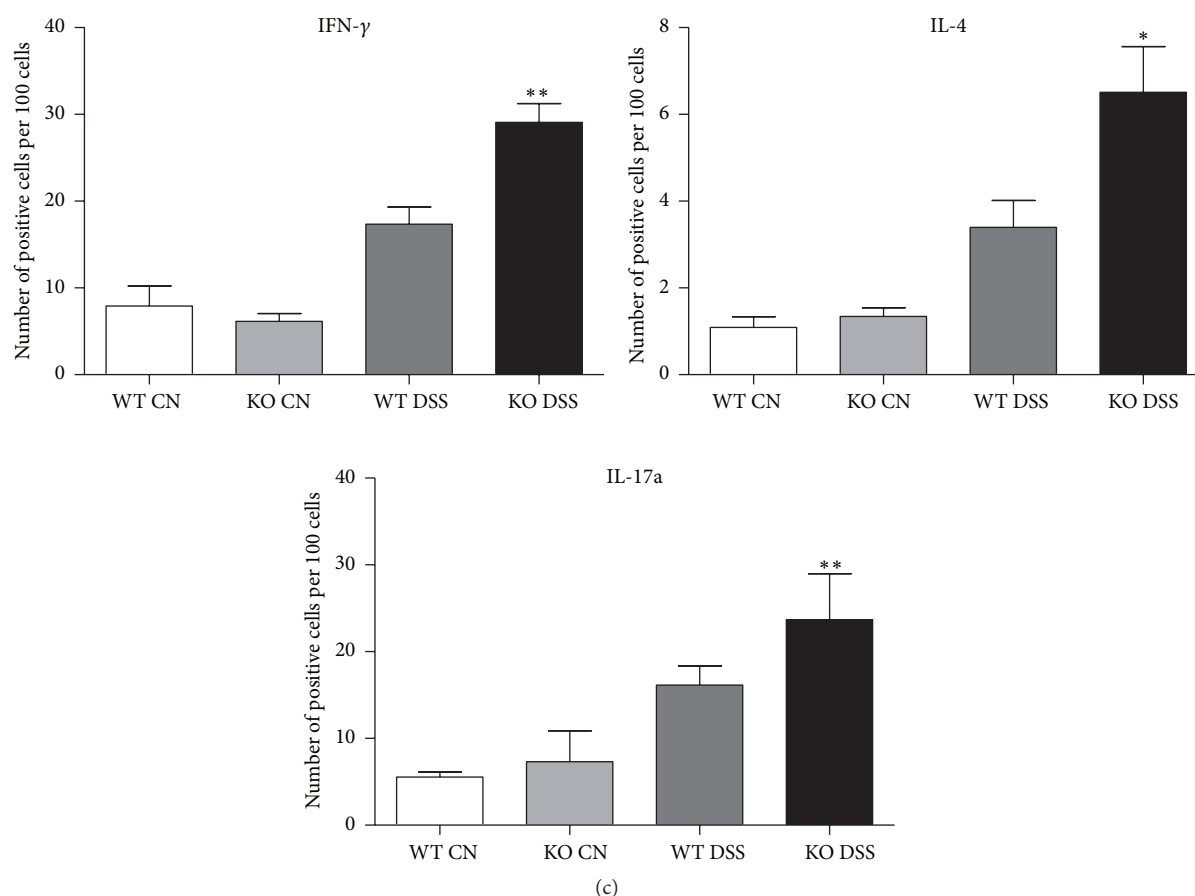 IFN-γ
Number of positive cells per 100 cells
40
30
20
10
0
**
WT CN KO CN WT DSS KO DSS
IL-4
Number of positive cells per 100 cells
8
6
4
2
0
*
WT CN KO CN WT DSS KO DSS
IL-17a
Number of positive cells per 100 cells
40
30
20
10
0
**
WT CN KO CN WT DSS KO DSS
(c)